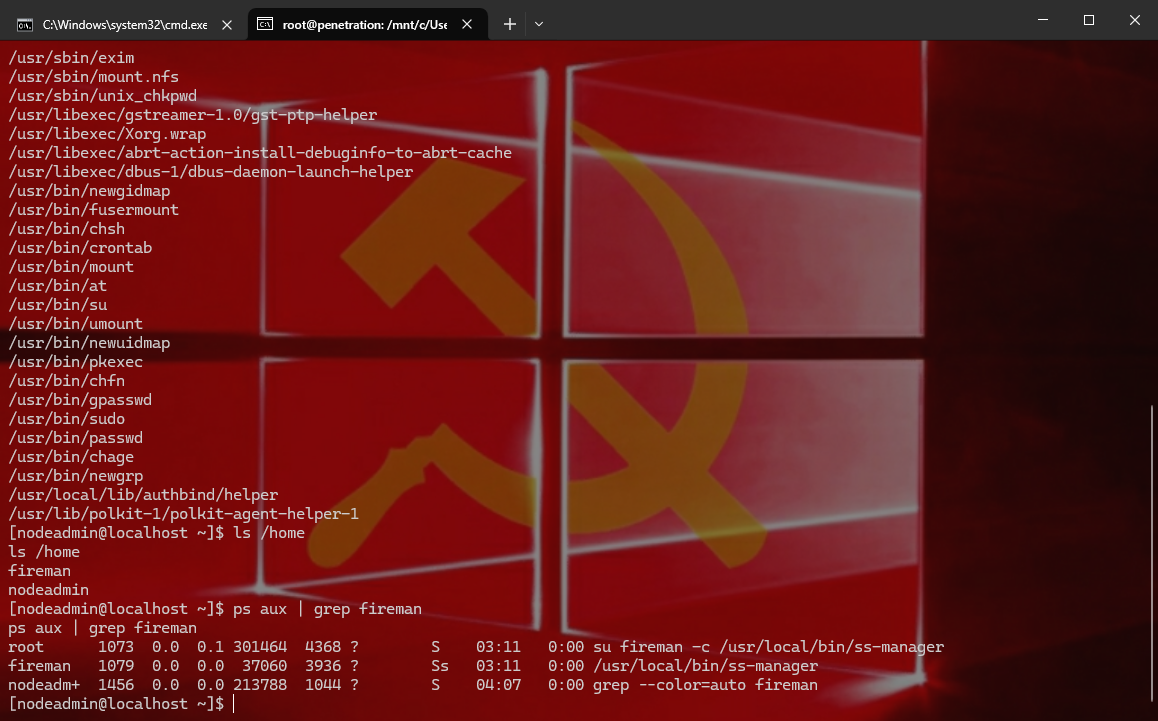 C:\Windows\system32\cmd.exe
root@penetration: /mnt/c/Use
/usr/sbin/exim
/usr/sbin/mount.nfs
/usr/sbin/unix_chkpwd
/usr/libexec/gstreamer-1.0/gst-ptp-helper
/usr/libexec/Xorg.wrap
/usr/libexec/abrt-action-install-debuginfo-to-abrt-cache
/usr/libexec/dbus-1/dbus-daemon-launch-helper
/usr/bin/newgidmap
/usr/bin/fusermount
/usr/bin/chsh
/usr/bin/crontab
/usr/bin/mount
/usr/bin/at
/usr/bin/su
/usr/bin/umount
/usr/bin/newuidmap
/usr/bin/pkexec
/usr/bin/chfn
/usr/bin/gpasswd
/usr/bin/sudo
/usr/bin/passwd
/usr/bin/chage
/usr/bin/newgrp
/usr/local/lib/authbind/helper
/usr/lib/polkit-1/polkit-agent-helper-1
[nodeadmin@localhost ~]$ ls /home
ls /home
fireman
nodeadmin
[nodeadmin@localhost ~]$ ps aux | grep fireman
ps aux | grep fireman
root      1073  0.0  0.1 301464  4368 ?        S    03:11   0:00 su fireman -c /usr/local/bin/ss-manager
fireman   1079  0.0  0.0  37060  3936 ?        Ss   03:11   0:00 /usr/local/bin/ss-manager
nodeadm+  1456  0.0  0.0 213788  1044 ?        S    04:07   0:00 grep --color=auto fireman
[nodeadmin@localhost ~]$